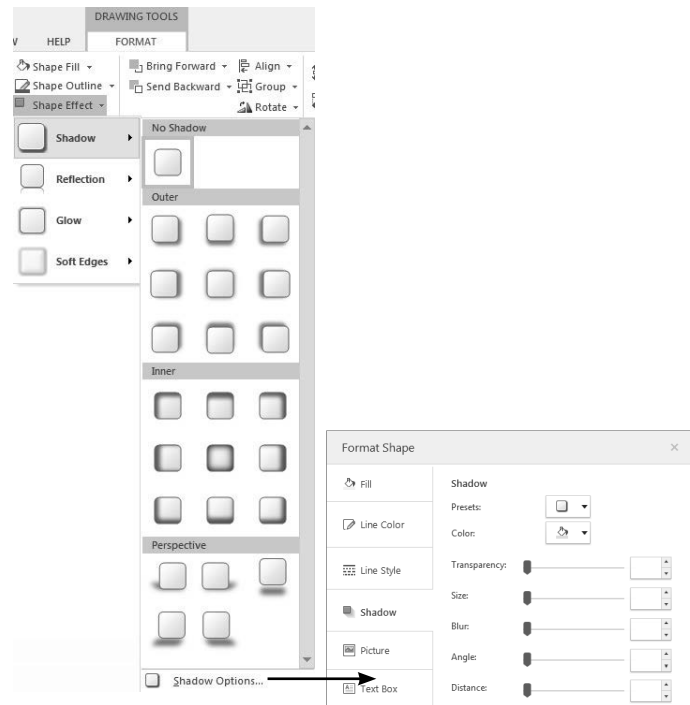 DRAWING TOOLS
HELP FORMAT
Shape Fill Bring Forward Align
Shape Outline Send Backward Group
Shape Effect Rotate
Shadow
Reflection
Glow
Soft Edges
No Shadow
Outer
Inner
Perspective
Shadow Options...
Format Shape
Fill
Line Color
Line Style
Shadow
Picture
Text Box
Shadow
Presets:
Color:
Transparency:
Size:
Blur:
Angle:
Distance: